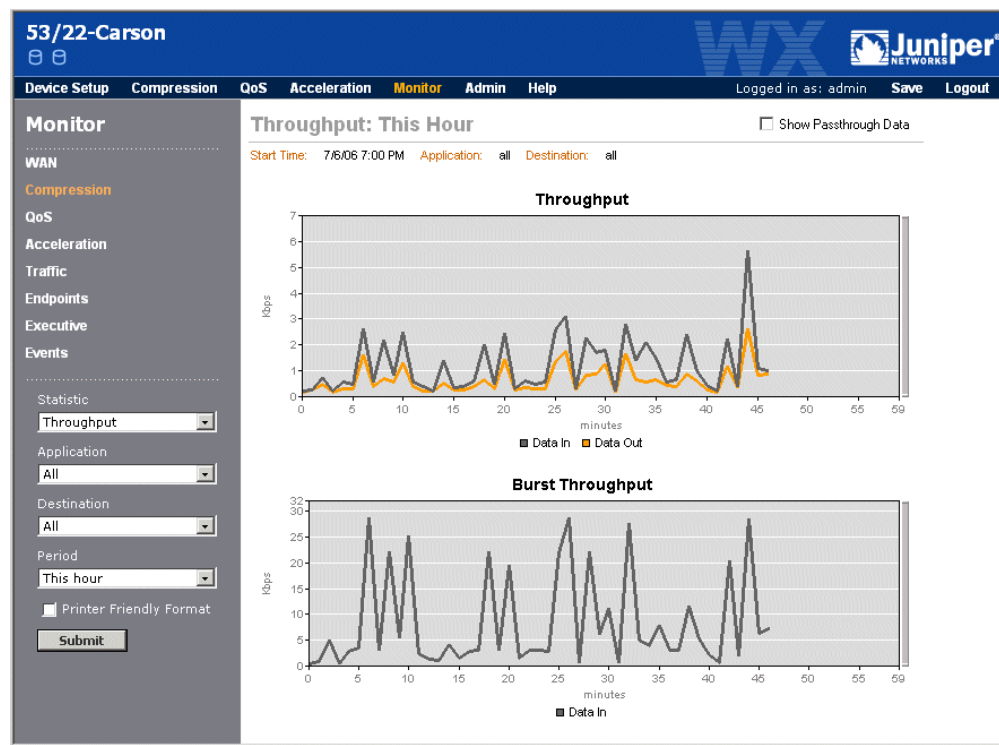 53/22-Carson
WX
Juniper
NETWORKS
Device Setup Compression QoS Acceleration Monitor Admin Help Logged in as: admin Save Logout
Monitor
WAN
Compression
QoS
Acceleration
Traffic
Endpoints
Executive
Events
Statistic
Throughput
Application
All
Destination
All
Period
This hour
Printer Friendly Format
Submit
Throughput: This Hour
Show Passthrough Data
Start Time: 7/6/06 7:00 PM Application: all Destination: all
Throughput
7
6
5
4
3
2
1
0
Kbps
0 5 10 15 20 25 30 35 40 45 50 55 59
minutes
Data In Data Out
Burst Throughput
32
30
25
20
15
10
5
0
Kbps
0 5 10 15 20 25 30 35 40 45 50 55 59
minutes
Data In